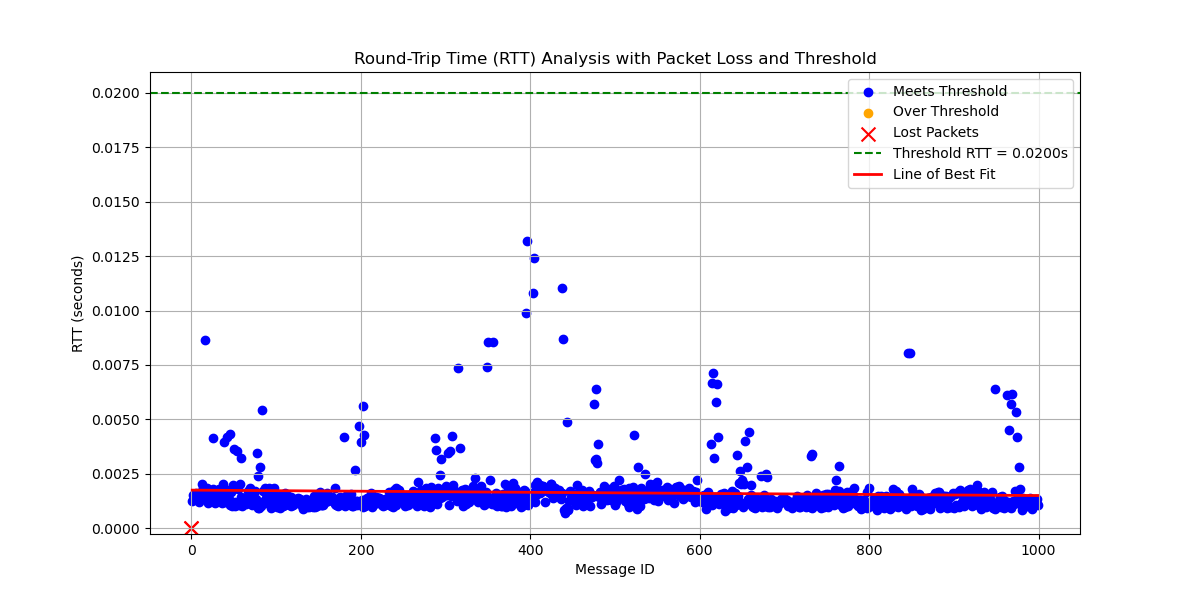 Round-Trip Time (RTT) Analysis with Packet Loss and Threshold
Meets Threshold
Over Threshold
Lost Packets
Threshold RTT = 0.0200s
Line of Best Fit
RTT (seconds)
0.0200
0.0175
0.0150
0.0125
0.0100
0.0075
0.0050
0.0025
0.0000
0 200 400 600 800 1000
Message ID